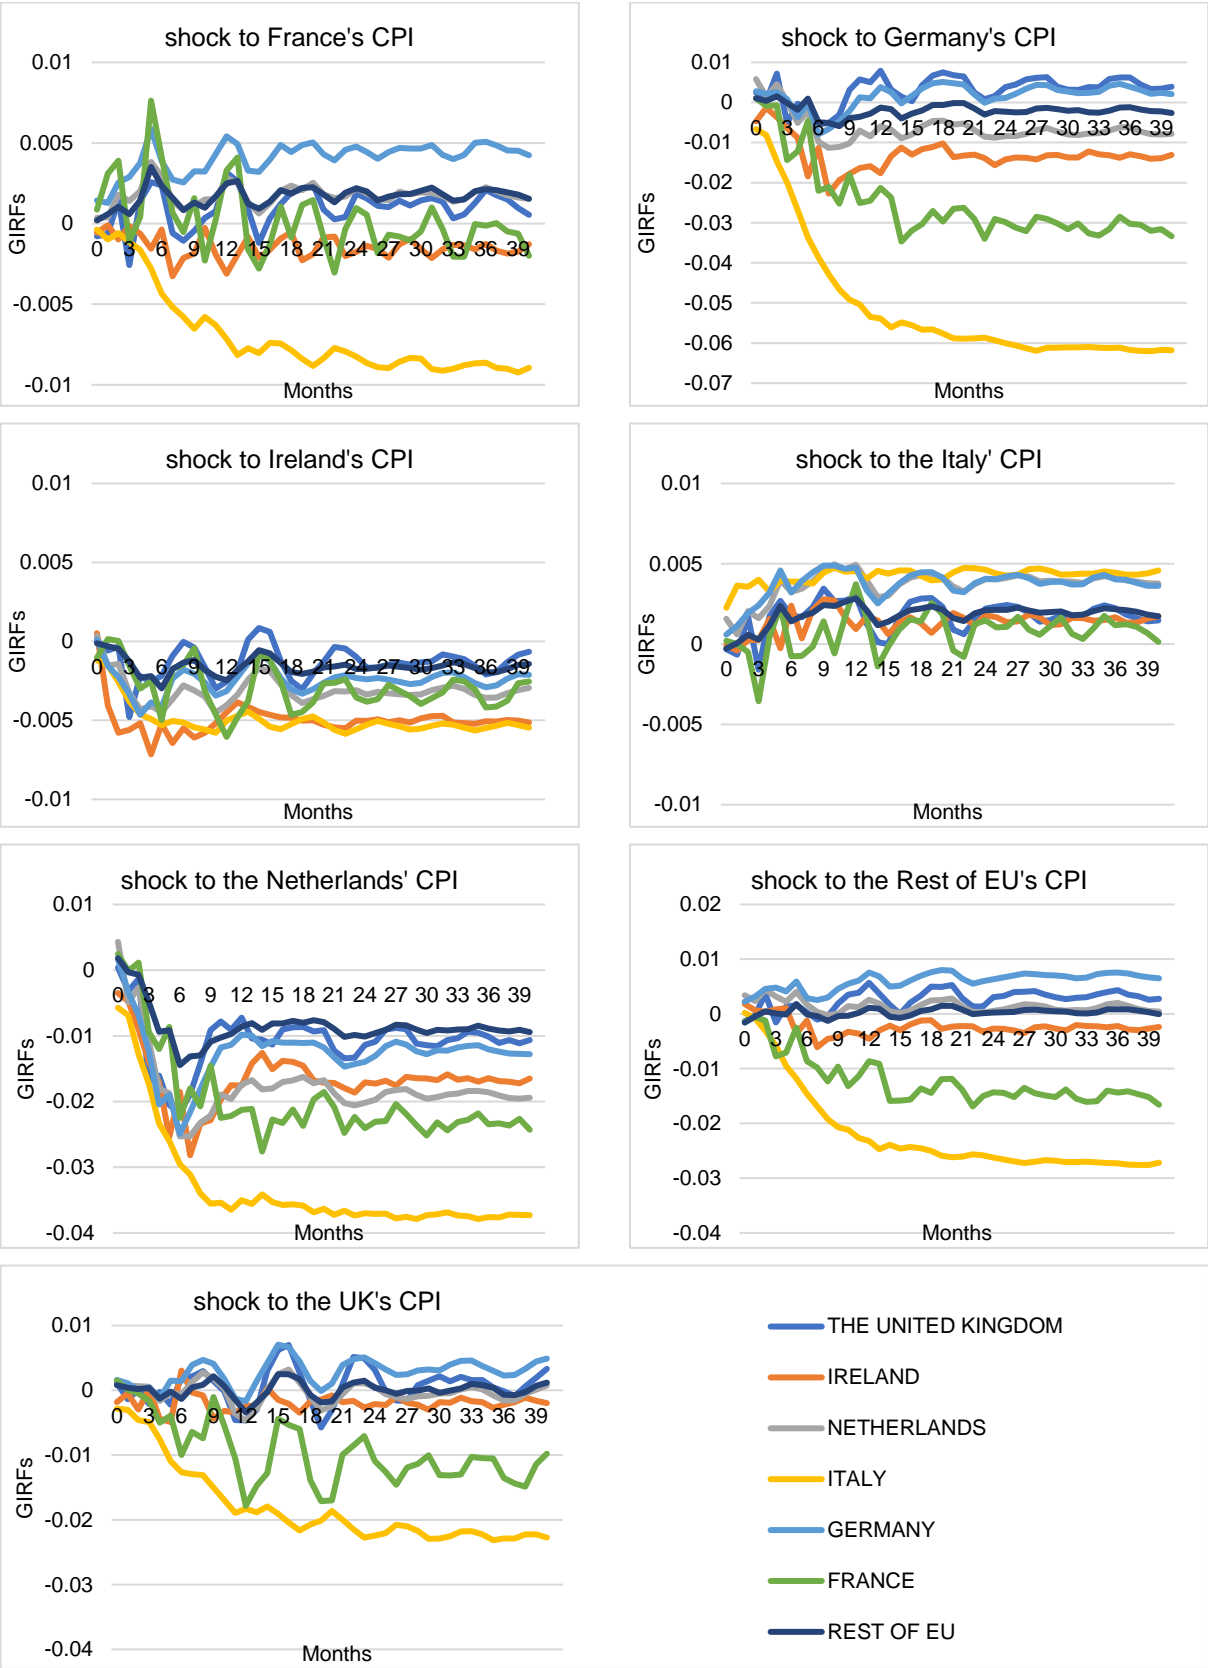 shock to France's CPI
0.01
0.005
0
-0.005
-0.01
GIRFs
0 3 6 9 12 15 18 21 24 27 30 33 36 39
Months
shock to Germany's CPI
0.01
0
-0.01
-0.02
-0.03
-0.04
-0.05
-0.06
-0.07
GIRFs
0 3 6 9 12 15 18 21 24 27 30 33 36 39
Months
shock to Ireland's CPI
0.01
0.005
0
-0.005
-0.01
GIRFs
0 3 6 9 12 15 18 21 24 27 30 33 36 39
Months
shock to the Italy' CPI
0.01
0.005
0
-0.005
-0.01
GIRFs
0 3 6 9 12 15 18 21 24 27 30 33 36 39
Months
shock to the Netherlands' CPI
0.01
0
-0.01
-0.02
-0.03
-0.04
GIRFs
0 3 6 9 12 15 18 21 24 27 30 33 36 39
Months
shock to the Rest of EU's CPI
0.02
0.01
0
-0.01
-0.02
-0.03
-0.04
GIRFs
0 3 6 9 12 15 18 21 24 27 30 33 36 39
Months
shock to the UK's CPI
0.01
0
-0.01
-0.02
-0.03
-0.04
GIRFs
0 3 6 9 12 15 18 21 24 27 30 33 36 39
Months
THE UNITED KINGDOM
IRELAND
NETHERLANDS
ITALY
GERMANY
FRANCE
REST OF EU